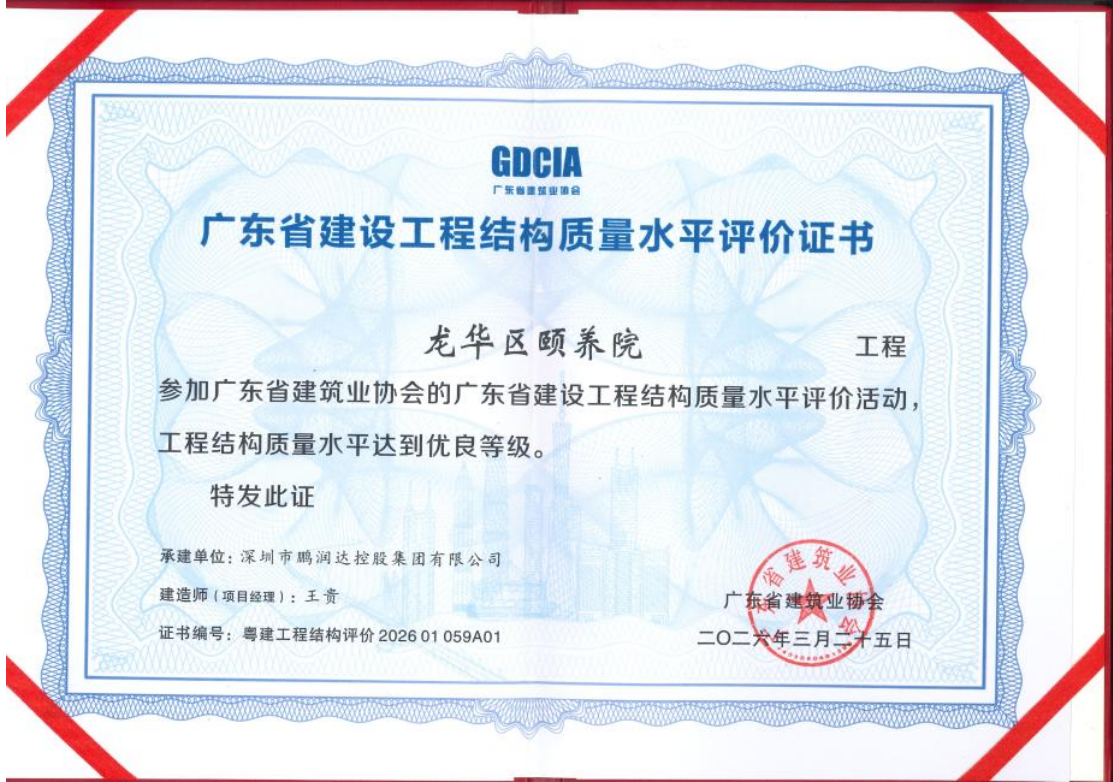 GDCIA
广东省建筑业协会
广东省建设工程结构质量水平评价证书
龙华区颐养院 工程
参加广东省建筑业协会的广东省建设工程结构质量水平评价活动，
工程结构质量水平达到优良等级。
特发此证
承建单位：深圳市鹏润达控股集团有限公司
建造师（项目经理）：王贵
证书编号：粤建工程结构评价 2026 01 059A01
广东省建筑业协会
二〇二六年三月二十五日